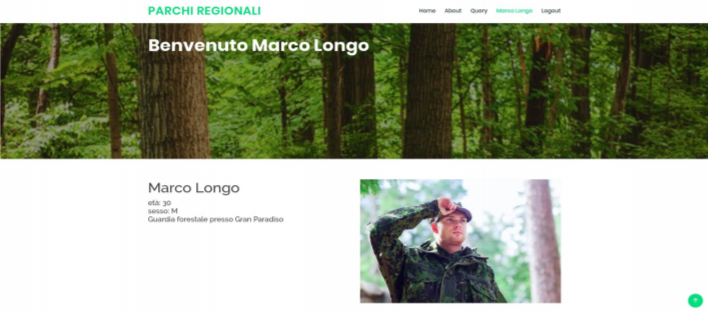 PARCHI REGIONALI
Home About Query Marco Longo Logout
Benvenuto Marco Longo
Marco Longo
età: 30
sesso: M
Guardia forestale presso Gran Paradiso